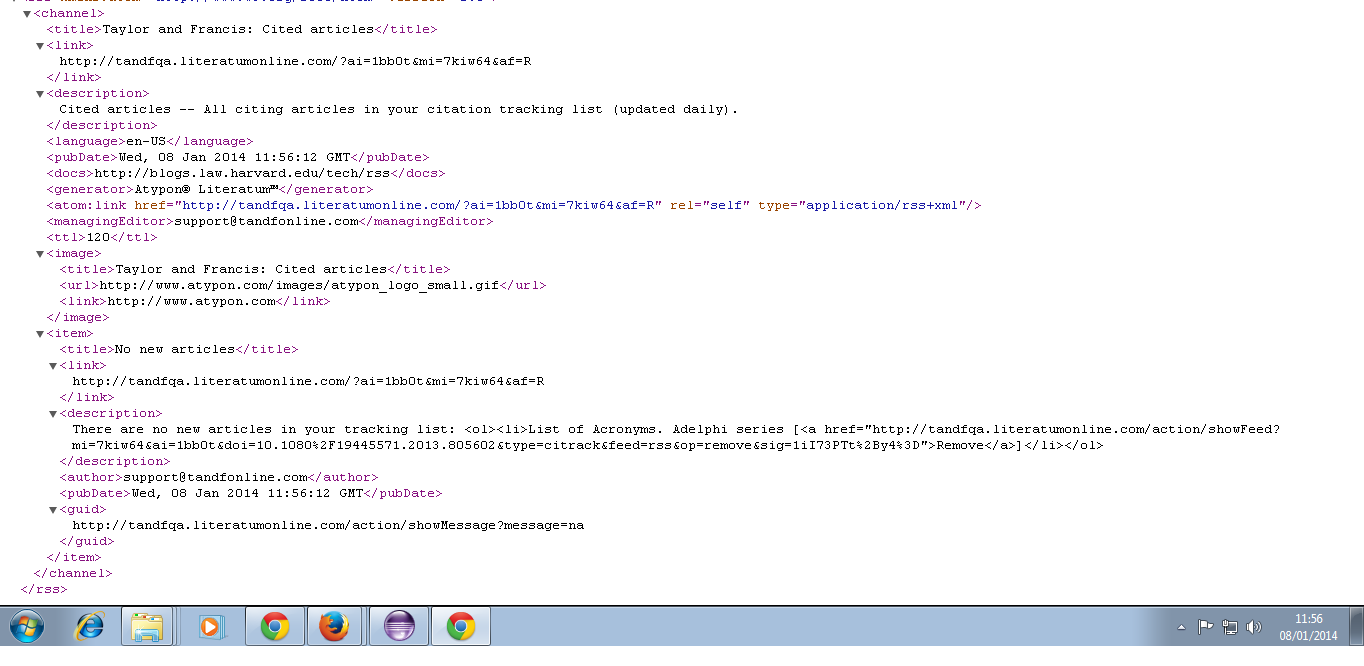 <channel>
<title>Taylor and Francis: Cited articles</title>
<link>
http://tandfqa.literatumonline.com/?ai=1bb0t&mi=7kiw64&af=R
</link>
<description>
Cited articles -- All citing articles in your citation tracking list (updated daily).
</description>
<language>en-US</language>
<pubDate>Wed, 08 Jan 2014 11:56:12 GMT</pubDate>
<docs>http://blogs.law.harvard.edu/tech/rss</docs>
<generator>Atypon® Literatum™</generator>
<atom:link href="http://tandfqa.literatumonline.com/?ai=1bb0t&mi=7kiw64&af=R" rel="self" type="application/rss+xml"/>
<managingEditor>support@tandfonline.com</managingEditor>
<ttl>120</ttl>
<image>
<title>Taylor and Francis: Cited articles</title>
<url>http://www.atypon.com/images/atypon_logo_small.gif</url>
<link>http://www.atypon.com</link>
</image>
<item>
<title>No new articles</title>
<link>
http://tandfqa.literatumonline.com/?ai=1bb0t&mi=7kiw64&af=R
</link>
<description>
There are no new articles in your tracking list: <ol><li>List of Acronyms. Adelphi series [<a href="http://tandfqa.literatumonline.com/action/showFeed?
mi=7kiw64&ai=1bb0t&doi=10.1080%2F19445571.2013.805602&type=citrack&feed=rss&op=remove&sig=1iI73PTt%2By4%3D">Remove</a>]</li></ol>
</description>
<author>support@tandfonline.com</author>
<pubDate>Wed, 08 Jan 2014 11:56:12 GMT</pubDate>
<guid>
http://tandfqa.literatumonline.com/action/showMessage?message=na
</guid>
</item>
</channel>
</rss>
11:56
08/01/2014